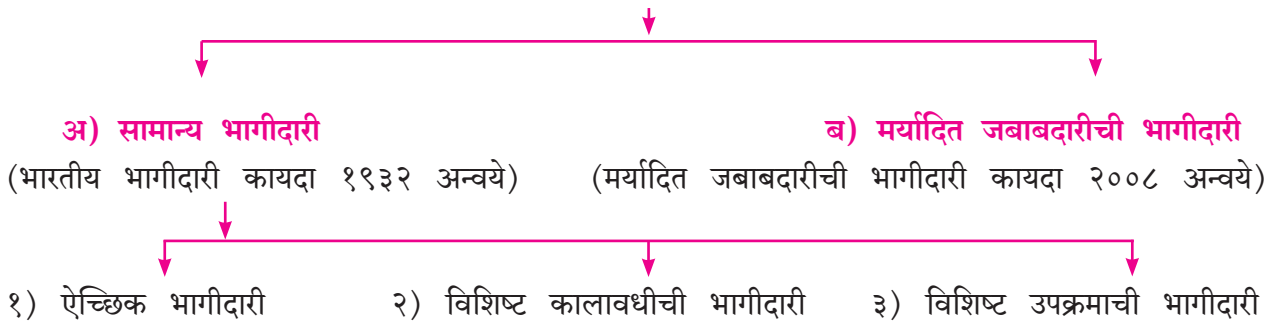 अ) सामान्य भागीदारी ब) मर्यादित जबाबदारीची भागीदारी
(भारतीय भागीदारी कायदा १९३२ अन्वये) (मर्यादित जबाबदारीची भागीदारी कायदा २००८ अन्वये)
१) ऐच्छिक भागीदारी २) विशिष्ट कालावधीची भागीदारी ३) विशिष्ट उपक्रमाची भागीदारी